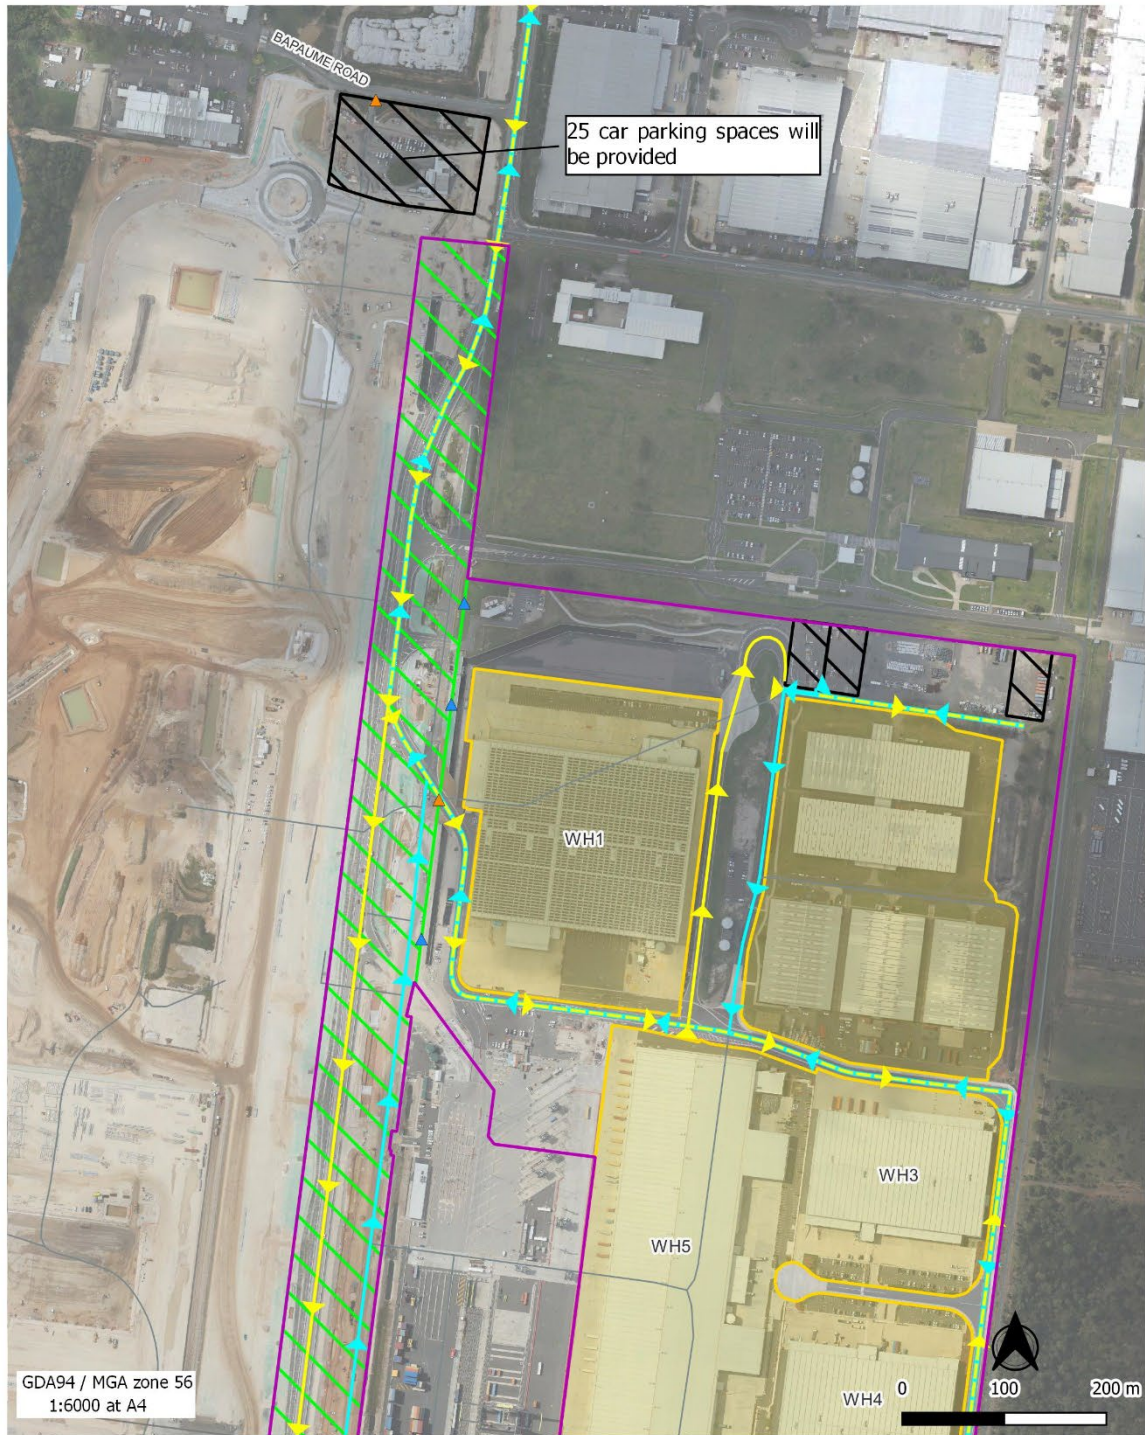 BAPAUME ROAD
25 car parking spaces will
be provided
WH1
WH3
WH5
WH4
GDA94 / MGA zone 56
1:6000 at A4
0 100 200 m